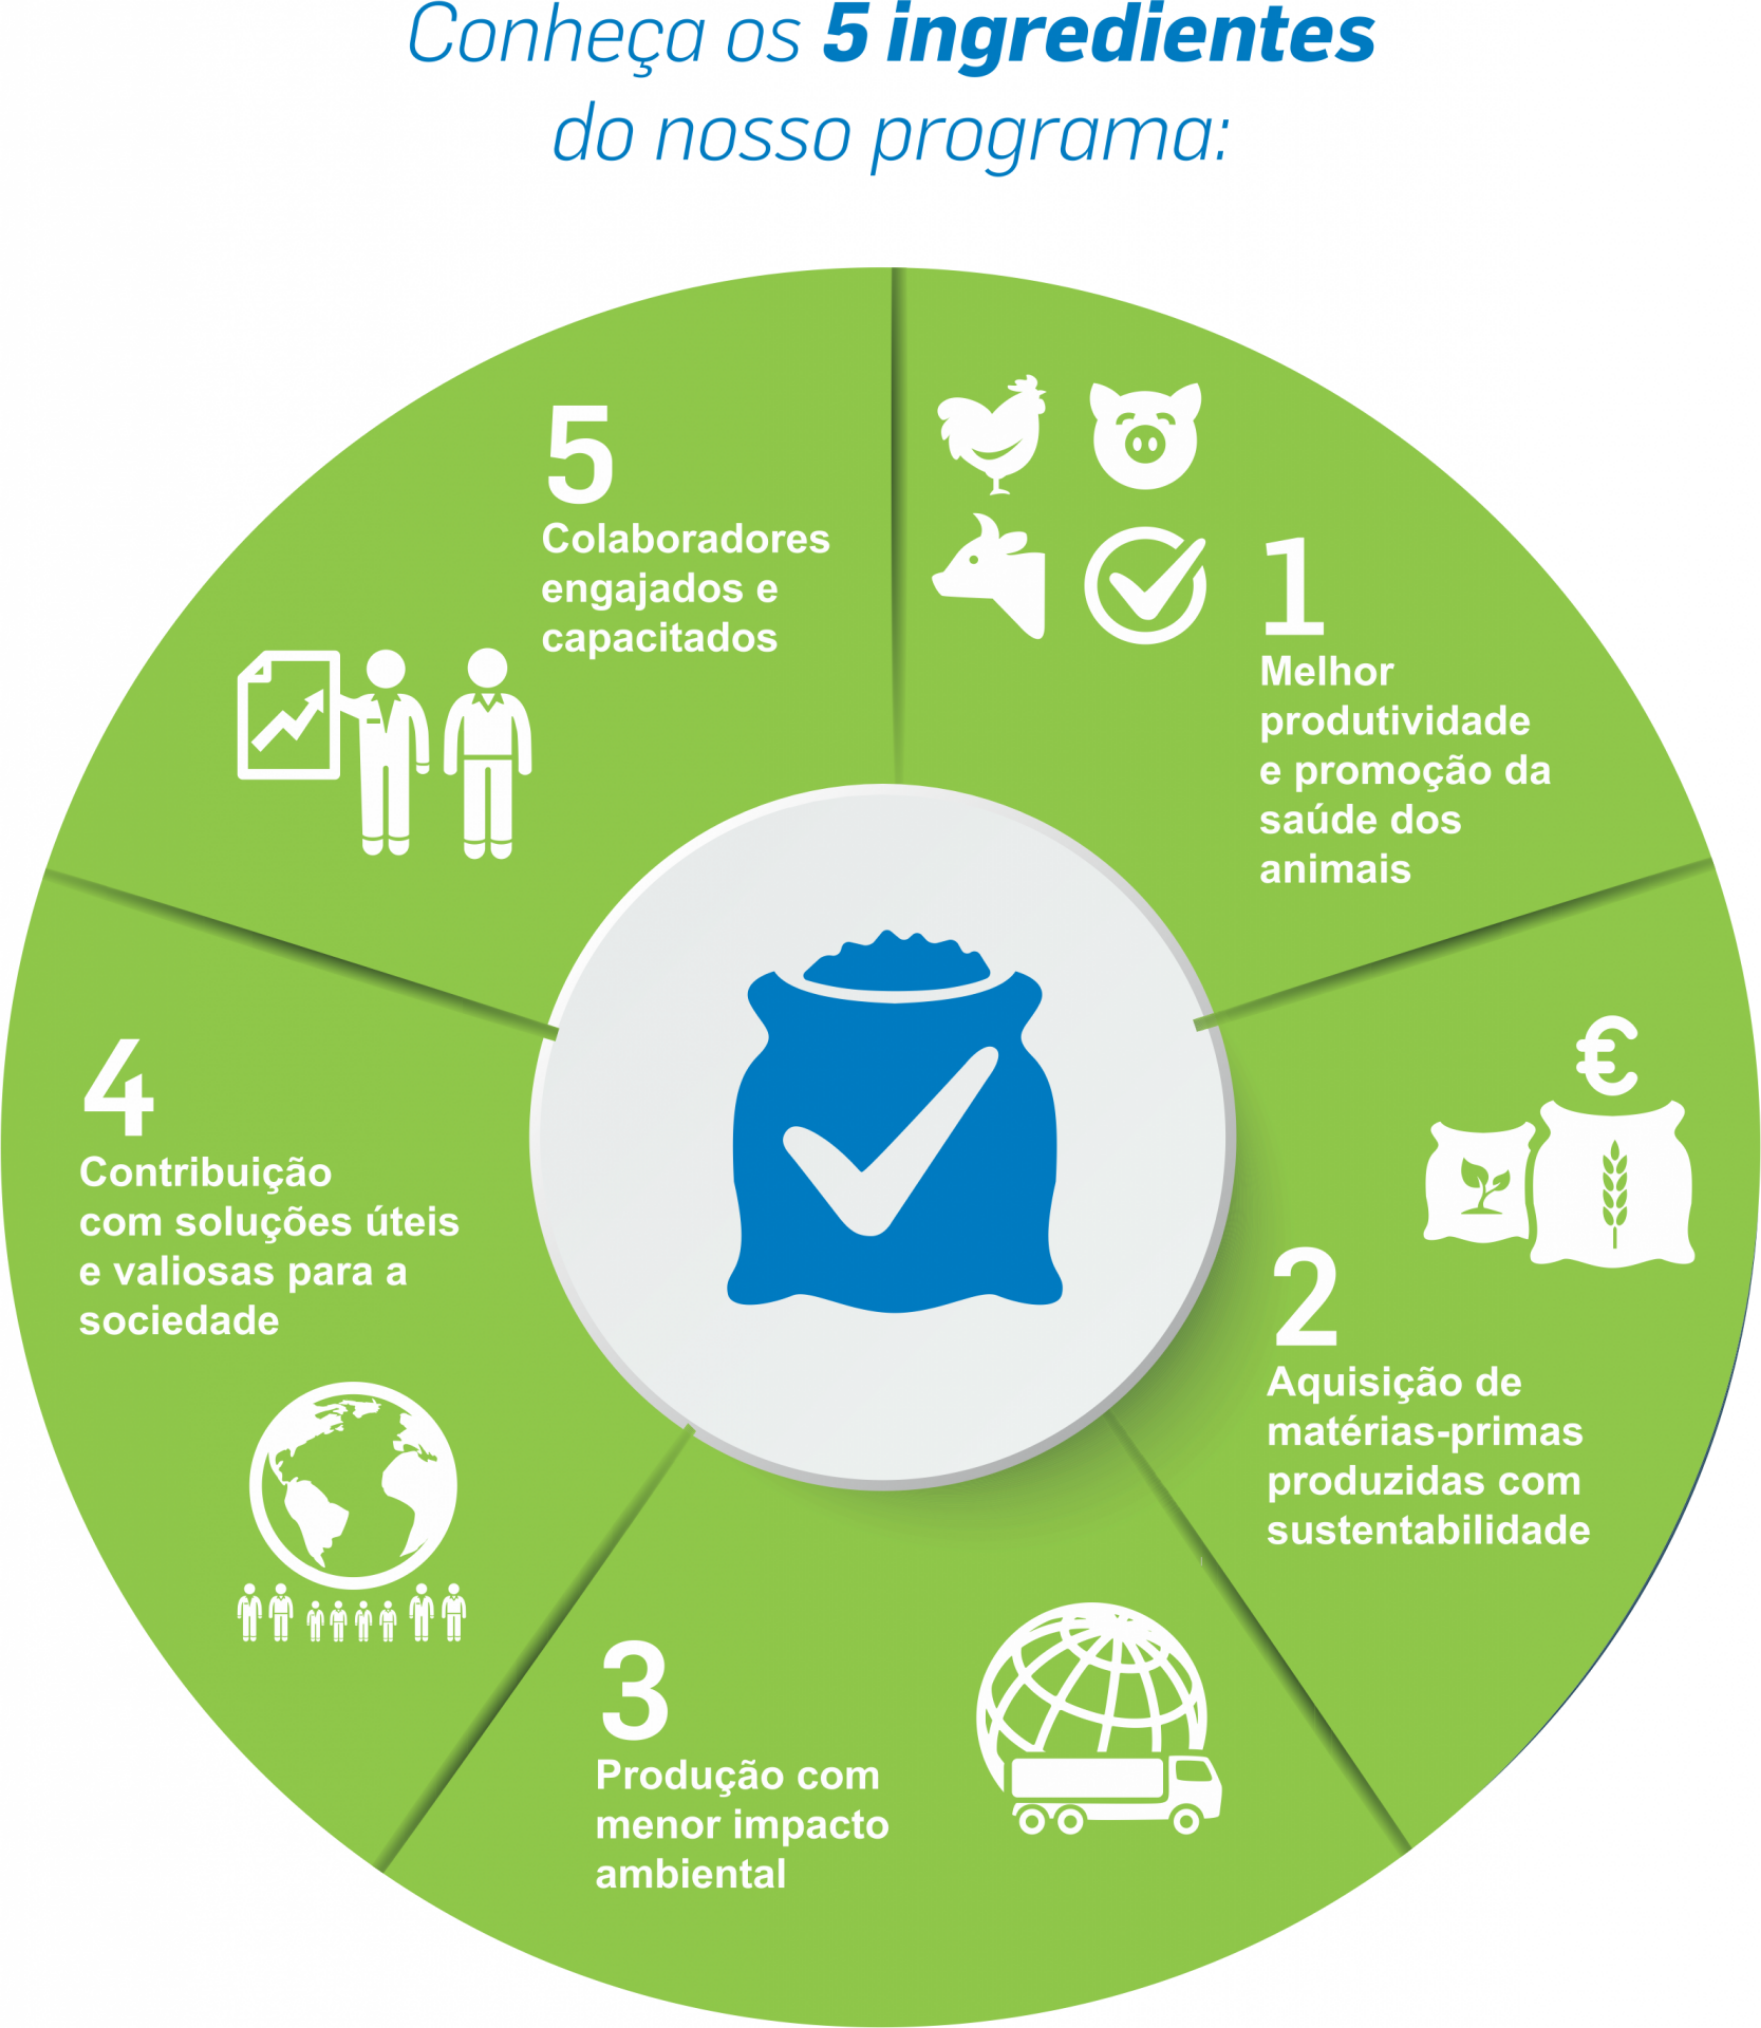 Conheça os 5 ingredientes
do nosso programa:
1
Melhor
produtividade
e promoção da
saúde dos
animais
€
2
Aquisição de
matérias-primas
produzidas com
sustentabilidade
3
Produção com
menor impacto
ambiental
4
Contribuição
com soluções úteis
e valiosas para a
sociedade
5
Colaboradores
engajados e
capacitados